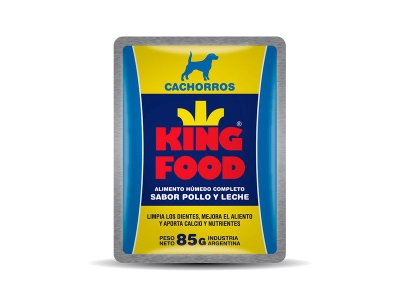 CACHORROS
KING®
FOOD
ALIMENTO HÚMEDO COMPLETO
SABOR POLLO Y LECHE
LIMPIA LOS DIENTES, MEJORA EL ALIENTO
Y APORTA CALCIO Y NUTRIENTES
PESO NETO 85G INDUSTRIA ARGENTINA